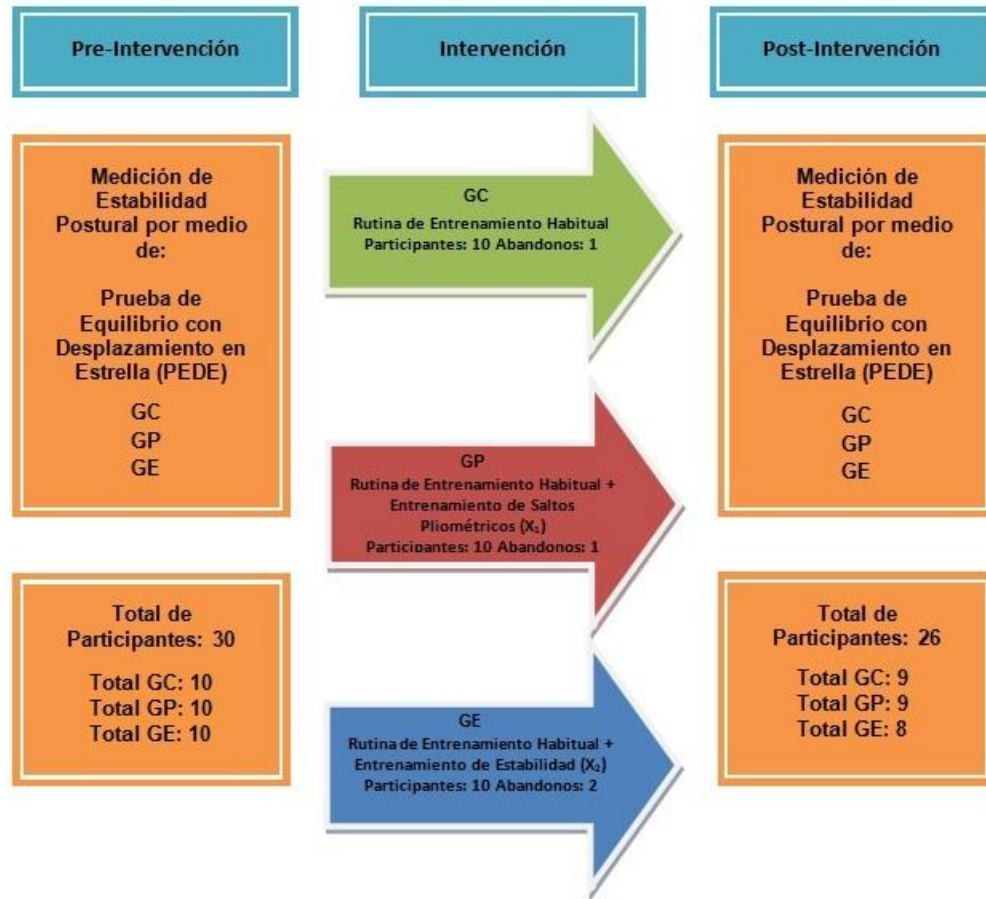 Pre-Intervención
Intervención
Post-Intervención
Medición de
Estabilidad
Postural por medio
de:
Prueba de
Equilibrio con
Desplazamiento en
Estrella (PEDE)
GC
GP
GE
Total de
Participantes: 30
Total GC: 10
Total GP: 10
Total GE: 10
GC
Rutina de Entrenamiento Habitual
Participantes: 10 Abandonos: 1
GP
Rutina de Entrenamiento Habitual +
Entrenamiento de Saltos
Pliométricos (X₁)
Participantes: 10 Abandonos: 1
GE
Rutina de Entrenamiento Habitual +
Entrenamiento de Estabilidad (X₂)
Participantes: 10 Abandonos: 2
Medición de
Estabilidad
Postural por medio
de:
Prueba de
Equilibrio con
Desplazamiento en
Estrella (PEDE)
GC
GP
GE
Total de
Participantes: 26
Total GC: 9
Total GP: 9
Total GE: 8